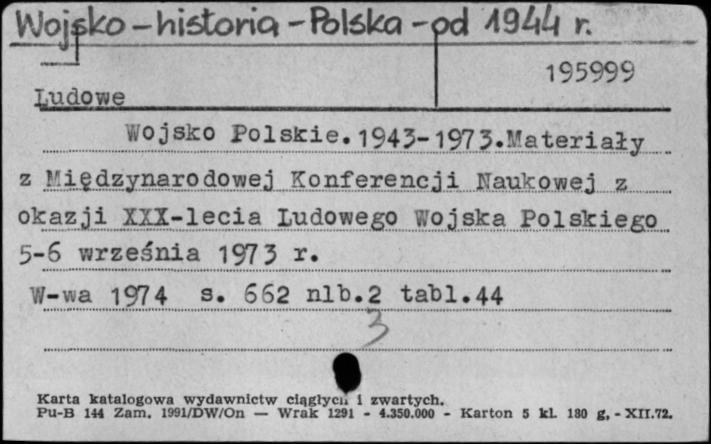 Wojsko - historia - Polska - od 1944 r.
195999
Ludowe
Wojsko Polskie.1943-1973.Materiały
z Międzynarodowej Konferencji Naukowej z
okazji XXX-lecia Ludowego Wojska Polskiego
5-6 września 1973 r.
W-wa 1974 s. 662 nlb.2 tabl.44
3
Karta katalogowa wydawnictw ciągłych i zwartych.
Pu-B 144 Zam. 1991/DW/On — Wrak 1291 - 4.350.000 - Karton 5 kl. 180 g, - XII.72.